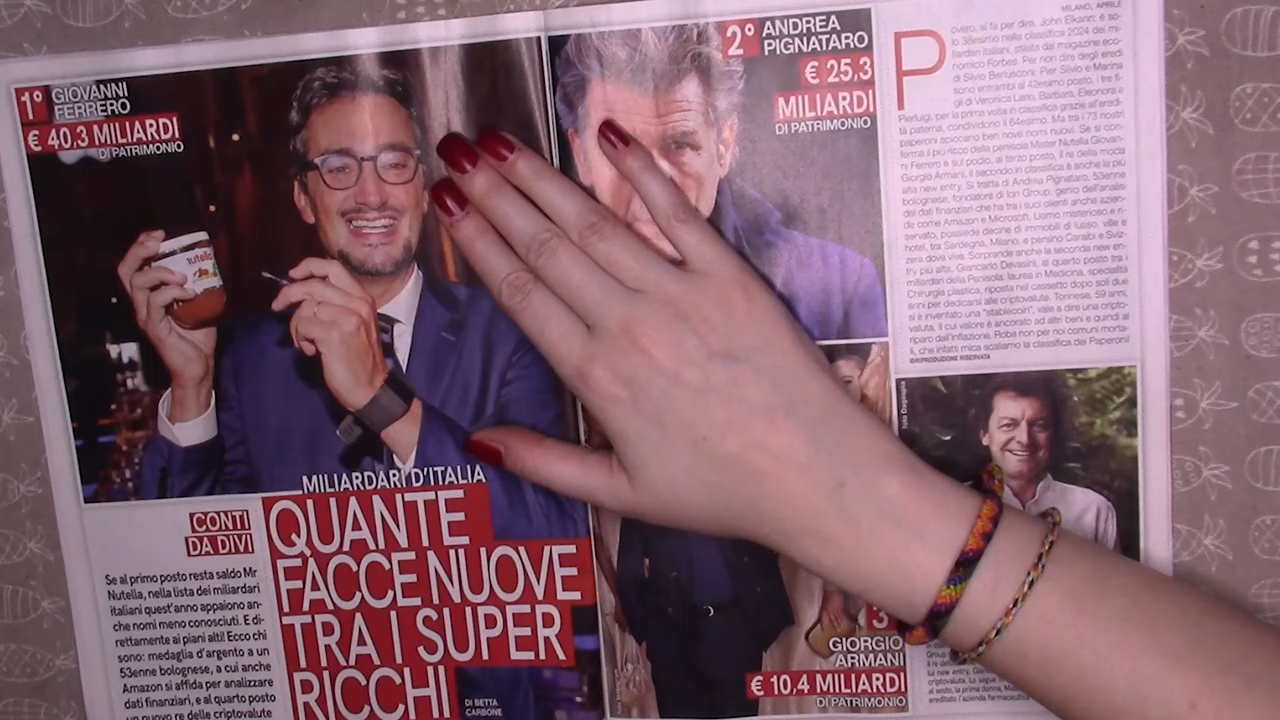 1° GIOVANNI
FERRERO
€ 40,3 MILIARDI
DI PATRIMONIO
nutella
2° ANDREA
PIGNATARO
€ 25,3
MILIARDI
DI PATRIMONIO
MILIARDARI D'ITALIA
QUANTE
FACCE NUOVE
TRA I SUPER
RICCHI
DI BETTA
CARBONE
CONTI
DA DIVI
Se al primo posto resta saldo Mr
Nutella, nella lista dei miliardari
italiani quest'anno appaiono an-
che nomi meno conosciuti. E di-
rettamente ai piani alti! Ecco chi
sono: medaglia d'argento a un
53enne bolognese, a cui anche
Amazon si affida per analizzare
dati finanziari, e al quarto posto
un nuovo re delle criptovalute
MILANO, APRILE
Povero, si fa per dire, John Elkann: è so-
lo 38esimo nella classifica 2024 dei mi-
liardari italiani, stilata dal magazine eco-
nomico Forbes. Per non dire degli eredi
di Silvio Berlusconi: Pier Silvio e Marina
sono entrambi al 42esimo posto, i tre fi-
gli di Veronica Lario, Barbara, Eleonora e
Pierluigi, per la prima volta in classifica grazie all'eredi-
tà paterna, condividono il 64esimo. Ma tra i 73 nostri
paperoni spiccano ben nove nomi nuovi. Se si con-
ferma il più ricco della penisola Mister Nutella Giovan-
ni Ferrero e sul podio, al terzo posto, il re della moda
Giorgio Armani, il secondo in classifica è anche la più
alta new entry. Si tratta di Andrea Pignataro, 53enne
bolognese, fondatore di Ion Group, genio dell'analisi
dei dati finanziari che ha tra i suoi clienti anche azien-
de come Amazon e Microsoft. Uomo misterioso e ri-
servato, possiede decine di immobili di lusso, ville e
hotel, tra Sardegna, Milano, e persino Caraibi e Sviz-
zera dove vive. Sorprende anche la seconda new en-
try più alta, Giancarlo Devasini, al quarto posto tra i
miliardari della Penisola: laurea in Medicina, specialità
Chirurgia plastica, riposta nel cassetto dopo soli due
anni per dedicarsi alle criptovalute. Torinese, 59 anni,
si è inventato una "stablecoin", vale a dire una cripto-
valuta, il cui valore è ancorato ad altri beni e quindi al
riparo dall'inflazione. Roba non per noi comuni morta-
li, che infatti mica scaliamo la classifica dei Paperoni!
©RIPRODUZIONE RISERVATA
3
GIORGIO
ARMANI
€ 10,4 MILIARDI
DI PATRIMONIO